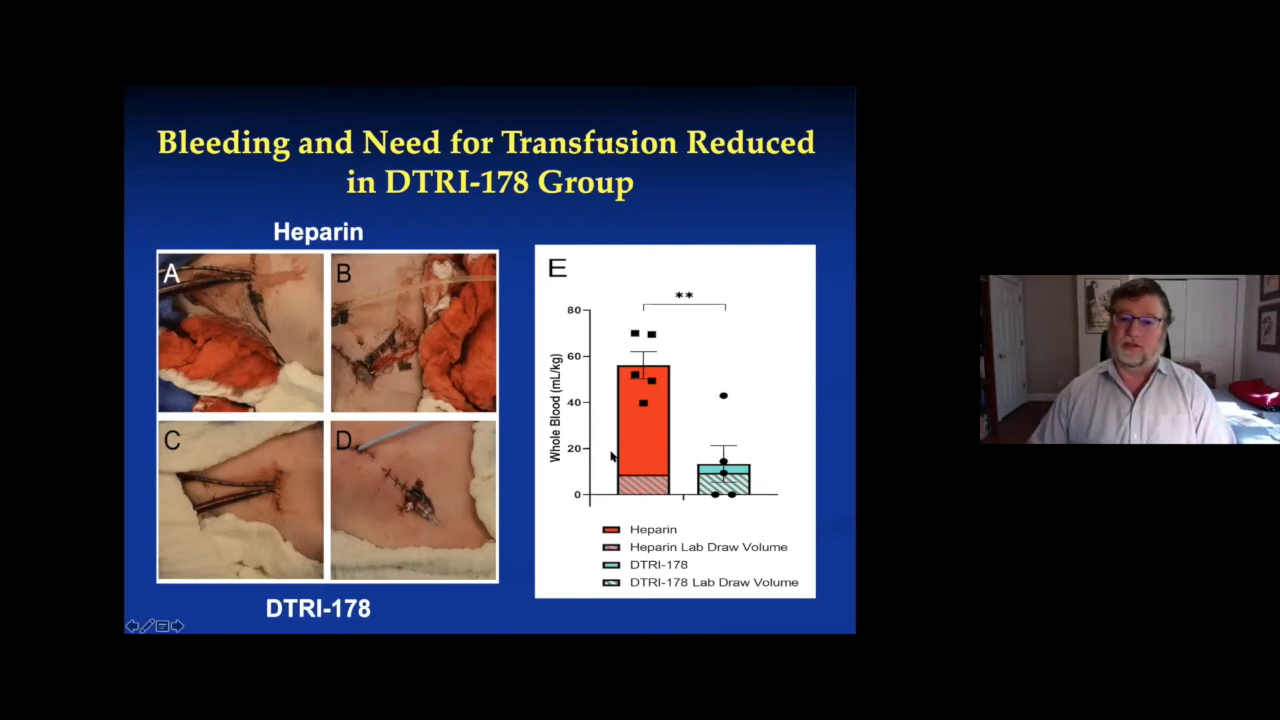 Bleeding and Need for Transfusion Reduced
in DTRI-178 Group
Heparin
A
B
C
D
DTRI-178
E
**
80
60
40
20
0
Whole Blood (mL/kg)
Heparin
Heparin Lab Draw Volume
DTRI-178
DTRI-178 Lab Draw Volume